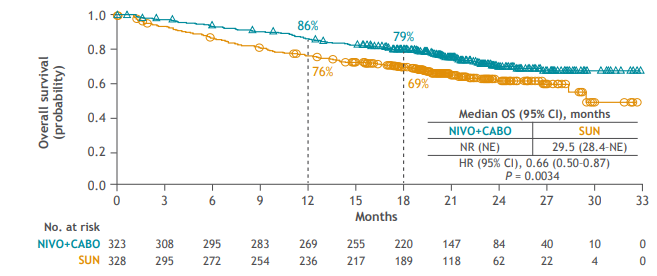 1.0
0.8
0.6
0.4
0.2
0.0
Overall survival
(probability)
86%
79%
76%
69%
Median OS (95% CI), months
NIVO+CABO SUN
NR (NE) 29.5 (28.4-NE)
HR (95% CI), 0.66 (0.50-0.87)
P = 0.0034
0 3 6 9 12 15 18 21 24 27 30 33
Months
No. at risk
NIVO+CABO 323 308 295 283 269 255 220 147 84 40 10 0
SUN 328 295 272 254 236 217 189 118 62 22 4 0